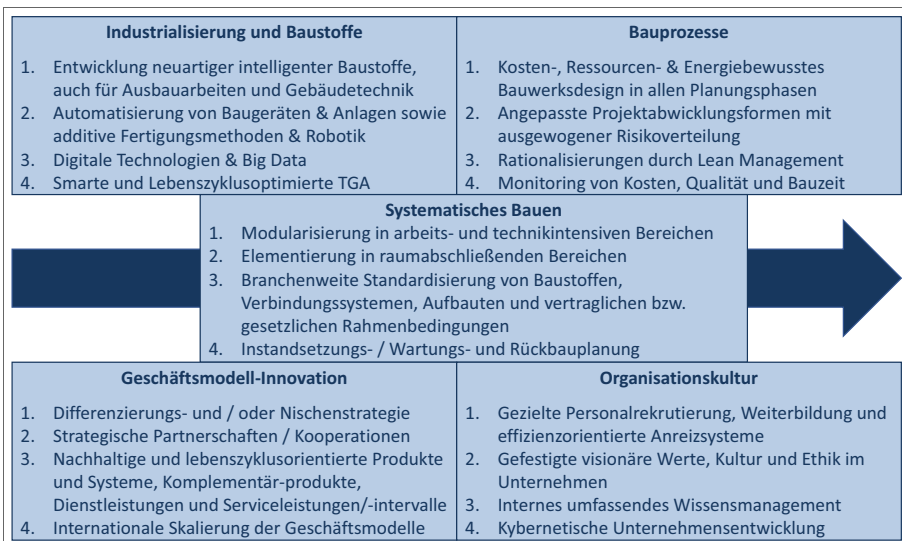 Industrialisierung und Baustoffe
1. Entwicklung neuartiger intelligenter Baustoffe,
auch für Ausbauarbeiten und Gebäudetechnik
2. Automatisierung von Baugeräten & Anlagen sowie
additive Fertigungsmethoden & Robotik
3. Digitale Technologien & Big Data
4. Smarte und Lebenszyklusoptimierte TGA
Bauprozesse
1. Kosten-, Ressourcen- & Energiebewusstes
Bauwerksdesign in allen Planungsphasen
2. Angepasste Projektabwicklungsformen mit
ausgewogener Risikoverteilung
3. Rationalisierungen durch Lean Management
4. Monitoring von Kosten, Qualität und Bauzeit
Systematisches Bauen
1. Modularisierung in arbeits- und technikintensiven Bereichen
2. Elementierung in raumabschließenden Bereichen
3. Branchenweite Standardisierung von Baustoffen,
Verbindungssystemen, Aufbauten und vertraglichen bzw.
gesetzlichen Rahmenbedingungen
4. Instandsetzungs- / Wartungs- und Rückbauplanung
Geschäftsmodell-Innovation
1. Differenzierungs- und / oder Nischenstrategie
2. Strategische Partnerschaften / Kooperationen
3. Nachhaltige und lebenszyklusorientierte Produkte
und Systeme, Komplementär-produkte,
Dienstleistungen und Serviceleistungen/-intervalle
4. Internationale Skalierung der Geschäftsmodelle
Organisationskultur
1. Gezielte Personalrekrutierung, Weiterbildung und
effizienzorientierte Anreizsysteme
2. Gefestigte visionäre Werte, Kultur und Ethik im
Unternehmen
3. Internes umfassendes Wissensmanagement
4. Kybernetische Unternehmensentwicklung